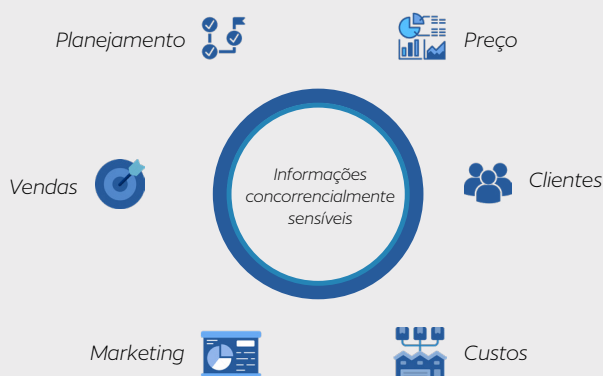 Planejamento
Preço
Vendas
Informações
concorrencialmente
sensíveis
Clientes
Marketing
Custos